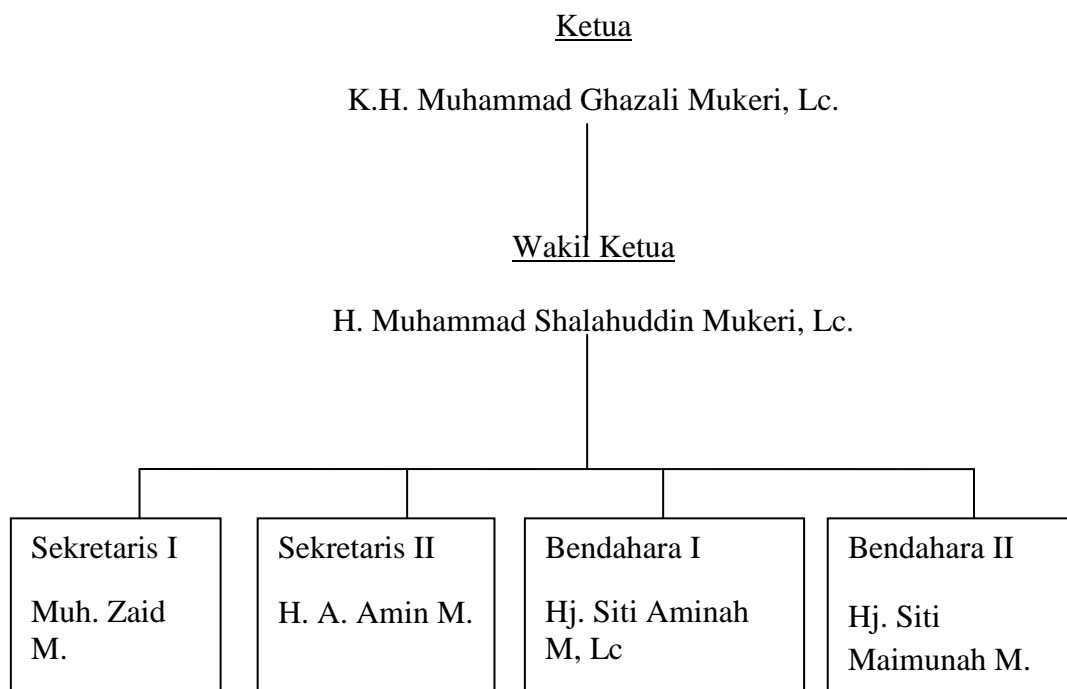 Ketua
K.H. Muhammad Ghazali Mukeri, Lc.
Wakil Ketua
H. Muhammad Shalahuddin Mukeri, Lc.
Sekretaris I
Muh. Zaid
M.
Sekretaris II
H. A. Amin M.
Bendahara I
Hj. Siti Aminah
M, Lc
Bendahara II
Hj. Siti
Maimunah M.